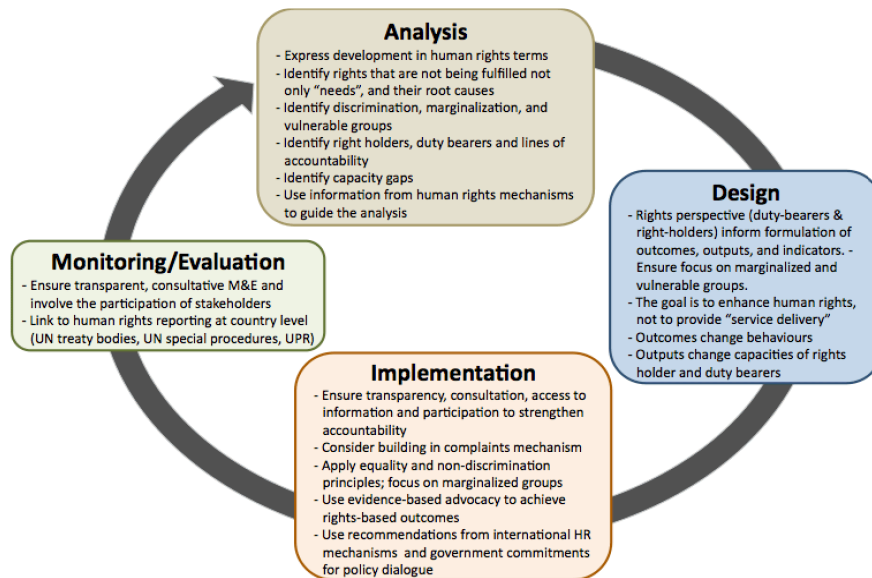 Analysis
- Express development in human rights terms
- Identify rights that are not being fulfilled not
only “needs”, and their root causes
- Identify discrimination, marginalization, and
vulnerable groups
- Identify right holders, duty bearers and lines of
accountability
- Identify capacity gaps
- Use information from human rights mechanisms
to guide the analysis
Design
- Rights perspective (duty-bearers &
right-holders) inform formulation of
outcomes, outputs, and indicators. -
Ensure focus on marginalized and
vulnerable groups.
- The goal is to enhance human rights,
not to provide “service delivery”
- Outcomes change behaviours
- Outputs change capacities of rights
holder and duty bearers
Implementation
- Ensure transparency, consultation, access to
information and participation to strengthen
accountability
- Consider building in complaints mechanism
- Apply equality and non-discrimination
principles; focus on marginalized groups
- Use evidence-based advocacy to achieve
rights-based outcomes
- Use recommendations from international HR
mechanisms and government commitments
for policy dialogue
Monitoring/Evaluation
- Ensure transparent, consultative M&E and
involve the participation of stakeholders
- Link to human rights reporting at country level
(UN treaty bodies, UN special procedures, UPR)